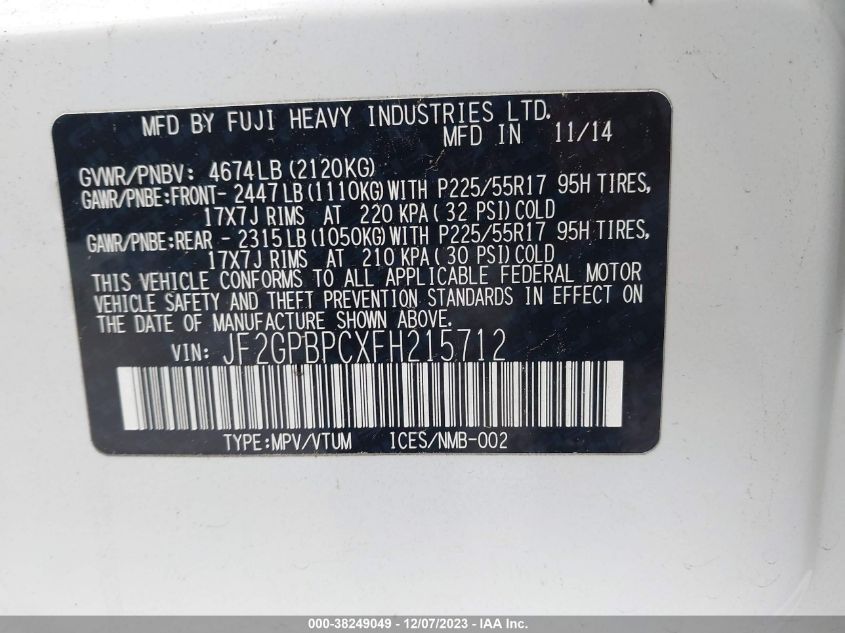 MFD BY FUJI HEAVY INDUSTRIES LTD.
MFD IN 11/14
GVWR/PNBV: 4674LB (2120KG)
GAWR/PNBE:FRONT- 2447LB (1110KG) WITH P225/55R17 95H TIRES,
17X7J RIMS AT 220 KPA ( 32 PSI) COLD
GAWR/PNBE:REAR - 2315LB (1050KG) WITH P225/55R17 95H TIRES,
17X7J RIMS AT 210 KPA ( 30 PSI) COLD
THIS VEHICLE CONFORMS TO ALL APPLICABLE FEDERAL MOTOR
VEHICLE SAFETY AND THEFT PREVENTION STANDARDS IN EFFECT ON
THE DATE OF MANUFACTURE SHOWN ABOVE.
VIN: JF2GPBPCXFH215712
TYPE:MPV/VTUM ICES/NMB-002
000-38249049 - 12/07/2023 - IAA Inc.